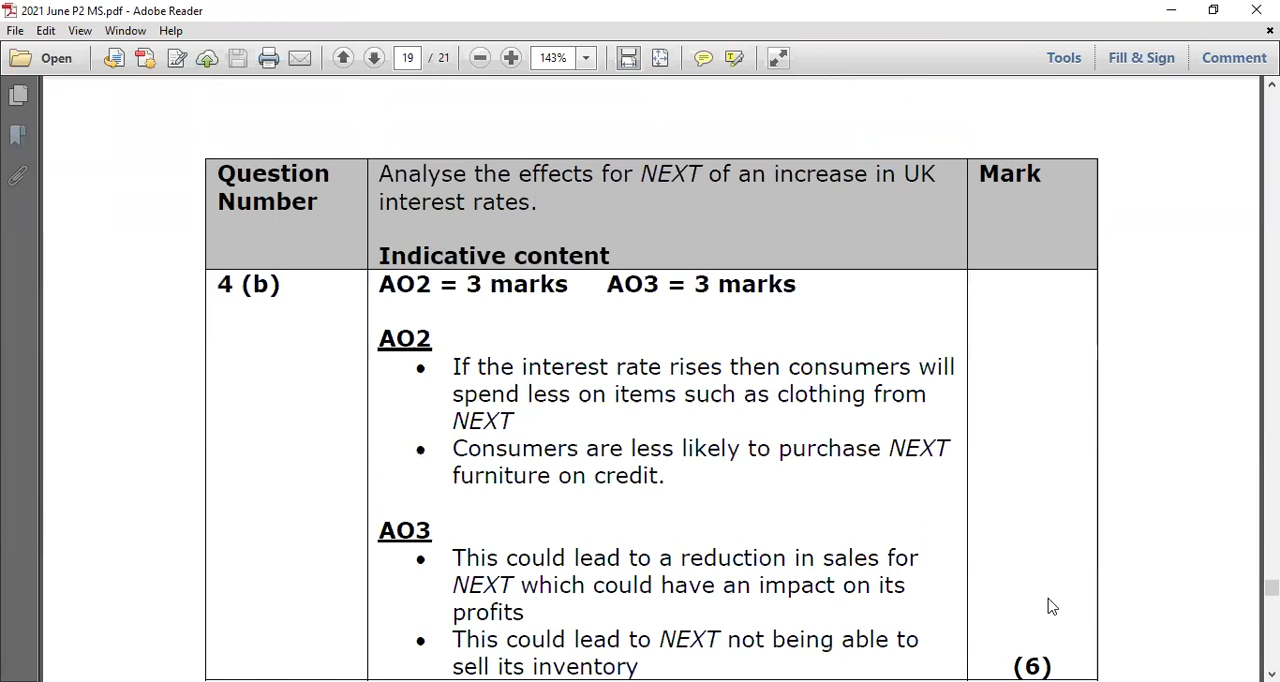 2021 June P2 MS.pdf - Adobe Reader
File Edit View Window Help
Open 19 / 21 143% Tools Fill & Sign Comment
Question Number
Analyse the effects for NEXT of an increase in UK
interest rates.
Indicative content
Mark
4 (b)
AO2 = 3 marks AO3 = 3 marks
AO2
• If the interest rate rises then consumers will
spend less on items such as clothing from
NEXT
• Consumers are less likely to purchase NEXT
furniture on credit.
AO3
• This could lead to a reduction in sales for
NEXT which could have an impact on its
profits
• This could lead to NEXT not being able to
sell its inventory
(6)